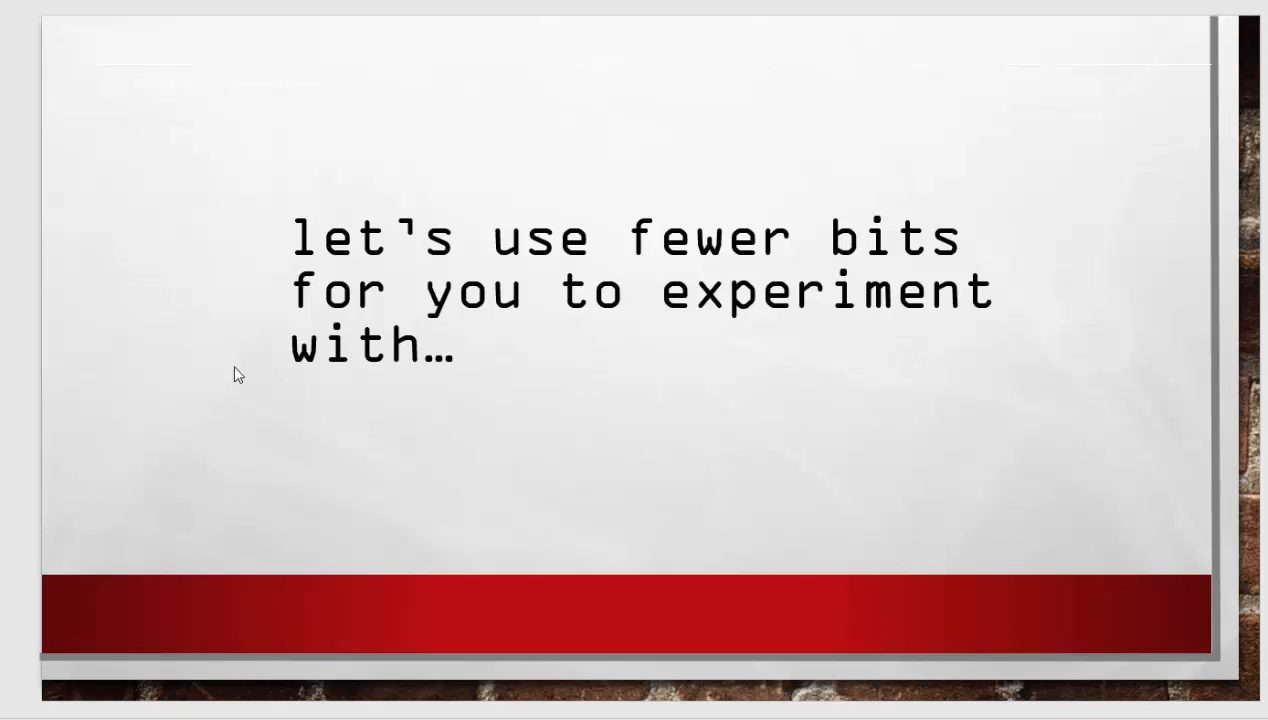 let's use fewer bits
for you to experiment
with…